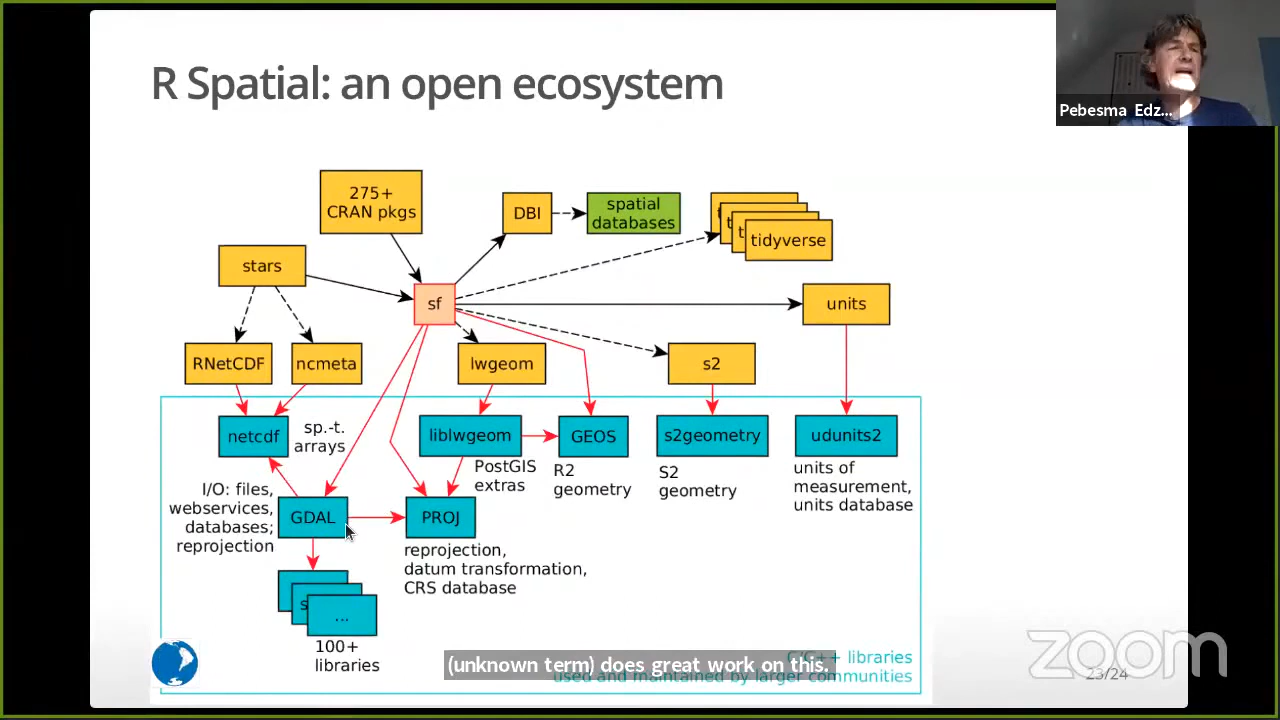 R Spatial: an open ecosystem
Pebesma Edz...
275+
CRAN pkgs
DBI
spatial
databases
tidyverse
stars
sf
units
RNetCDF
ncmeta
lwgeom
s2
netcdf
sp.-t.
arrays
liblwgeom
GEOS
s2geometry
udunits2
PostGIS
extras
R2
geometry
S2
geometry
units of
measurement,
units database
I/O: files,
webservices,
databases;
reprojection
GDAL
PROJ
reprojection,
datum transformation,
CRS database
...
100+
libraries
C/C++ libraries
used and maintained by larger communities
(unknown term) does great work on this.
23/24
zoom